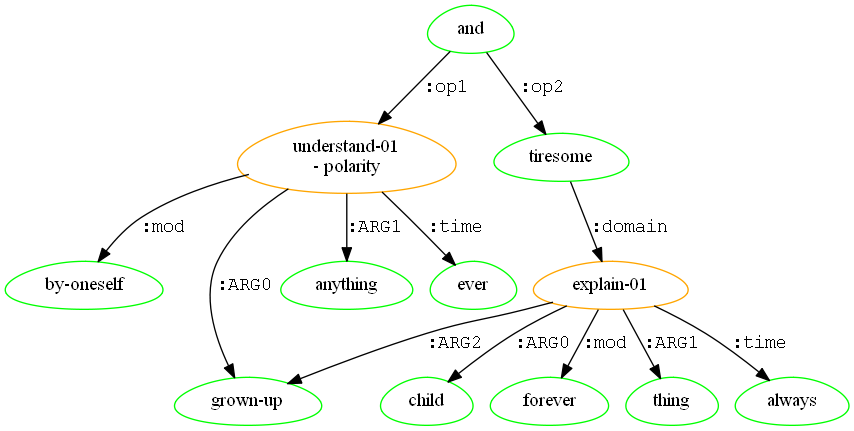 and
:op1
:op2
understand-01
- polarity
tiresome
:mod
:ARG1
:time
:domain
:ARG0
by-oneself
anything
ever
explain-01
:ARG2
:ARG0
:mod
:ARG1
:time
grown-up
child
forever
thing
always